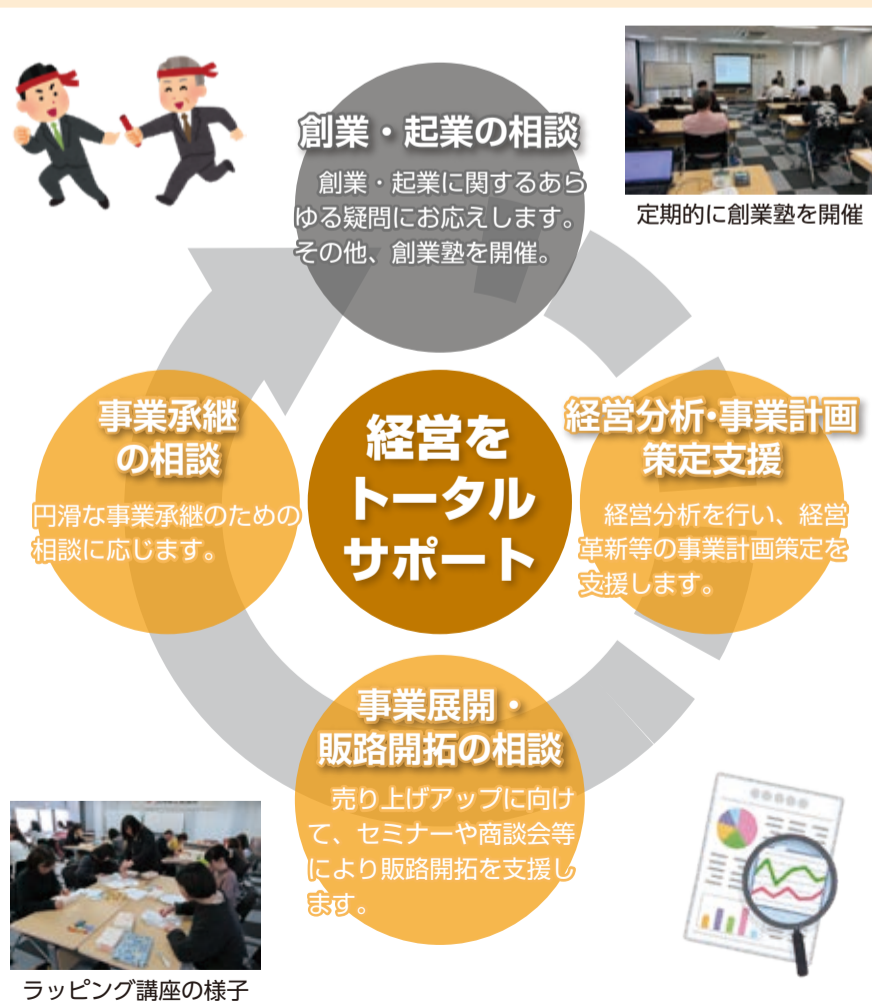 創業・起業の相談
創業・起業に関するあら
ゆる疑問にお応えします。
その他、創業塾を開催。
定期的に創業塾を開催
経営を
トータル
サポート
経営分析・事業計画
策定支援
経営分析を行い、経営
革新等の事業計画策定を
支援します。
事業展開・
販路開拓の相談
売り上げアップに向け
て、セミナーや商談会等
により販路開拓を支援し
ます。
事業承継
の相談
円滑な事業承継のための
相談に応じます。
ラッピング講座の様子